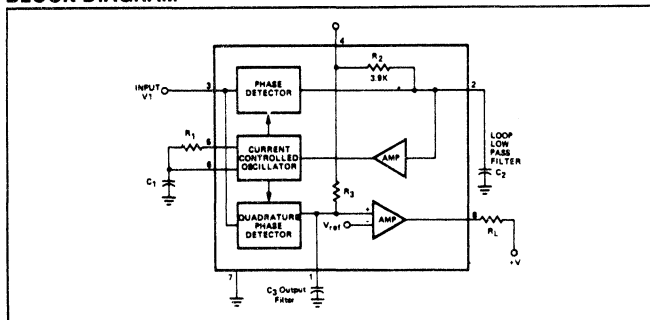 BLOCK DIAGRAM
4
R2
3.9K
INPUT
V1
3
PHASE
DETECTOR
2
R1
5
6
CURRENT
CONTROLLED
OSCILLATOR
AMP
LOOP
LOW
PASS
FILTER
C2
C1
R3
QUADRATURE
PHASE
DETECTOR
+
Vref
-
AMP
8
RL
+V
7
1
C3 Output
Filter